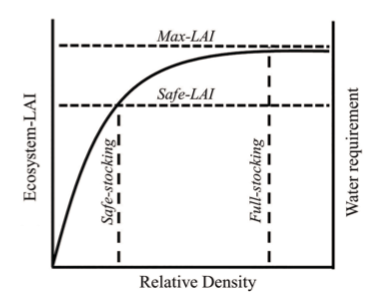 Max-LAI
Safe-LAI
Ecosystem-LAI
Safe-stocking
Full-stocking
Water requirement
Relative Density